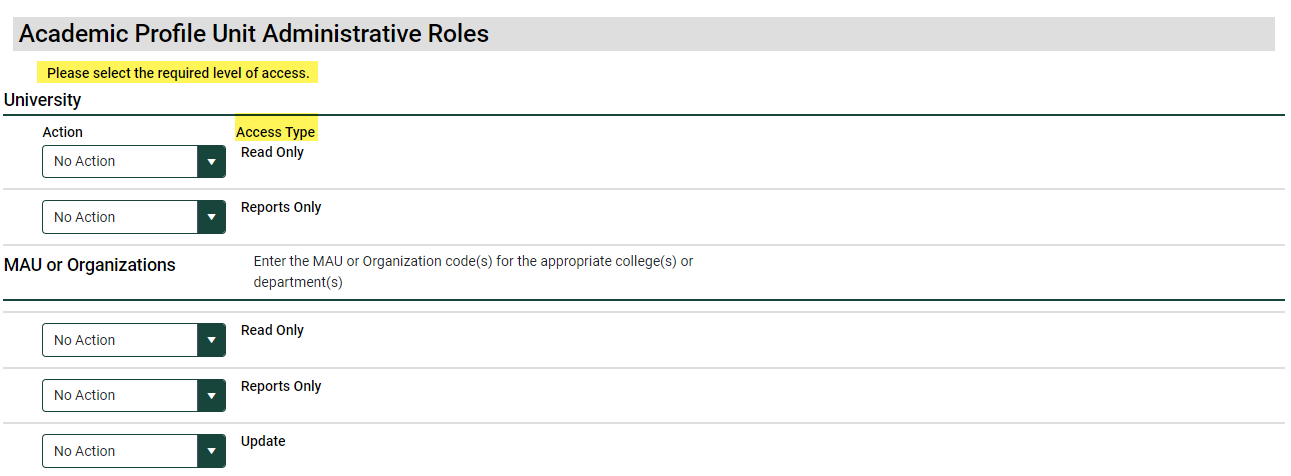 Academic Profile Unit Administrative Roles
Please select the required level of access.
University
Action Access Type
No Action Read Only
No Action Reports Only
MAU or Organizations Enter the MAU or Organization code(s) for the appropriate college(s) or
department(s)
No Action Read Only
No Action Reports Only
No Action Update